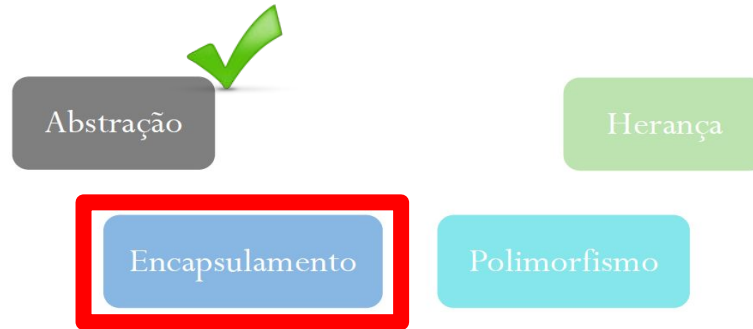 Abstração
Herança
Encapsulamento
Polimorfismo